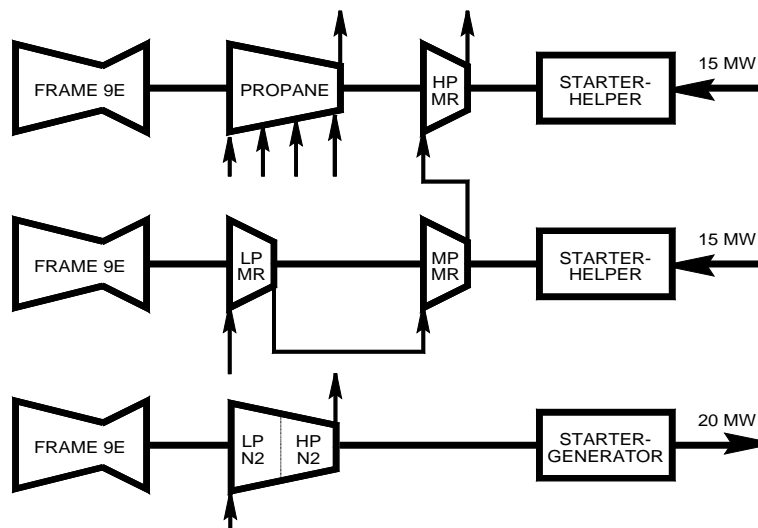 15 MW
FRAME 9E
PROPANE
HP
MR
STARTER-
HELPER
15 MW
FRAME 9E
LP
MR
MP
MR
STARTER-
HELPER
20 MW
FRAME 9E
LP
N2
HP
N2
STARTER-
GENERATOR